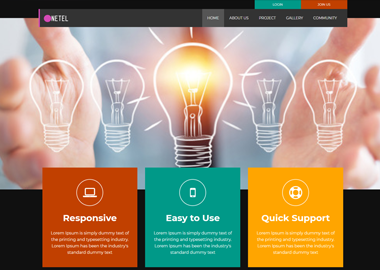 LOGIN
JOIN US
NETEL
HOME
ABOUT US
PROJECT
GALLERY
COMMUNITY
Responsive
Lorem Ipsum is simply dummy text of
the printing and typesetting industry.
Lorem Ipsum has been the industry's
standard dummy text
Easy to Use
Lorem Ipsum is simply dummy text of
the printing and typesetting industry.
Lorem Ipsum has been the industry's
standard dummy text
Quick Support
Lorem Ipsum is simply dummy text of
the printing and typesetting industry.
Lorem Ipsum has been the industry's
standard dummy text